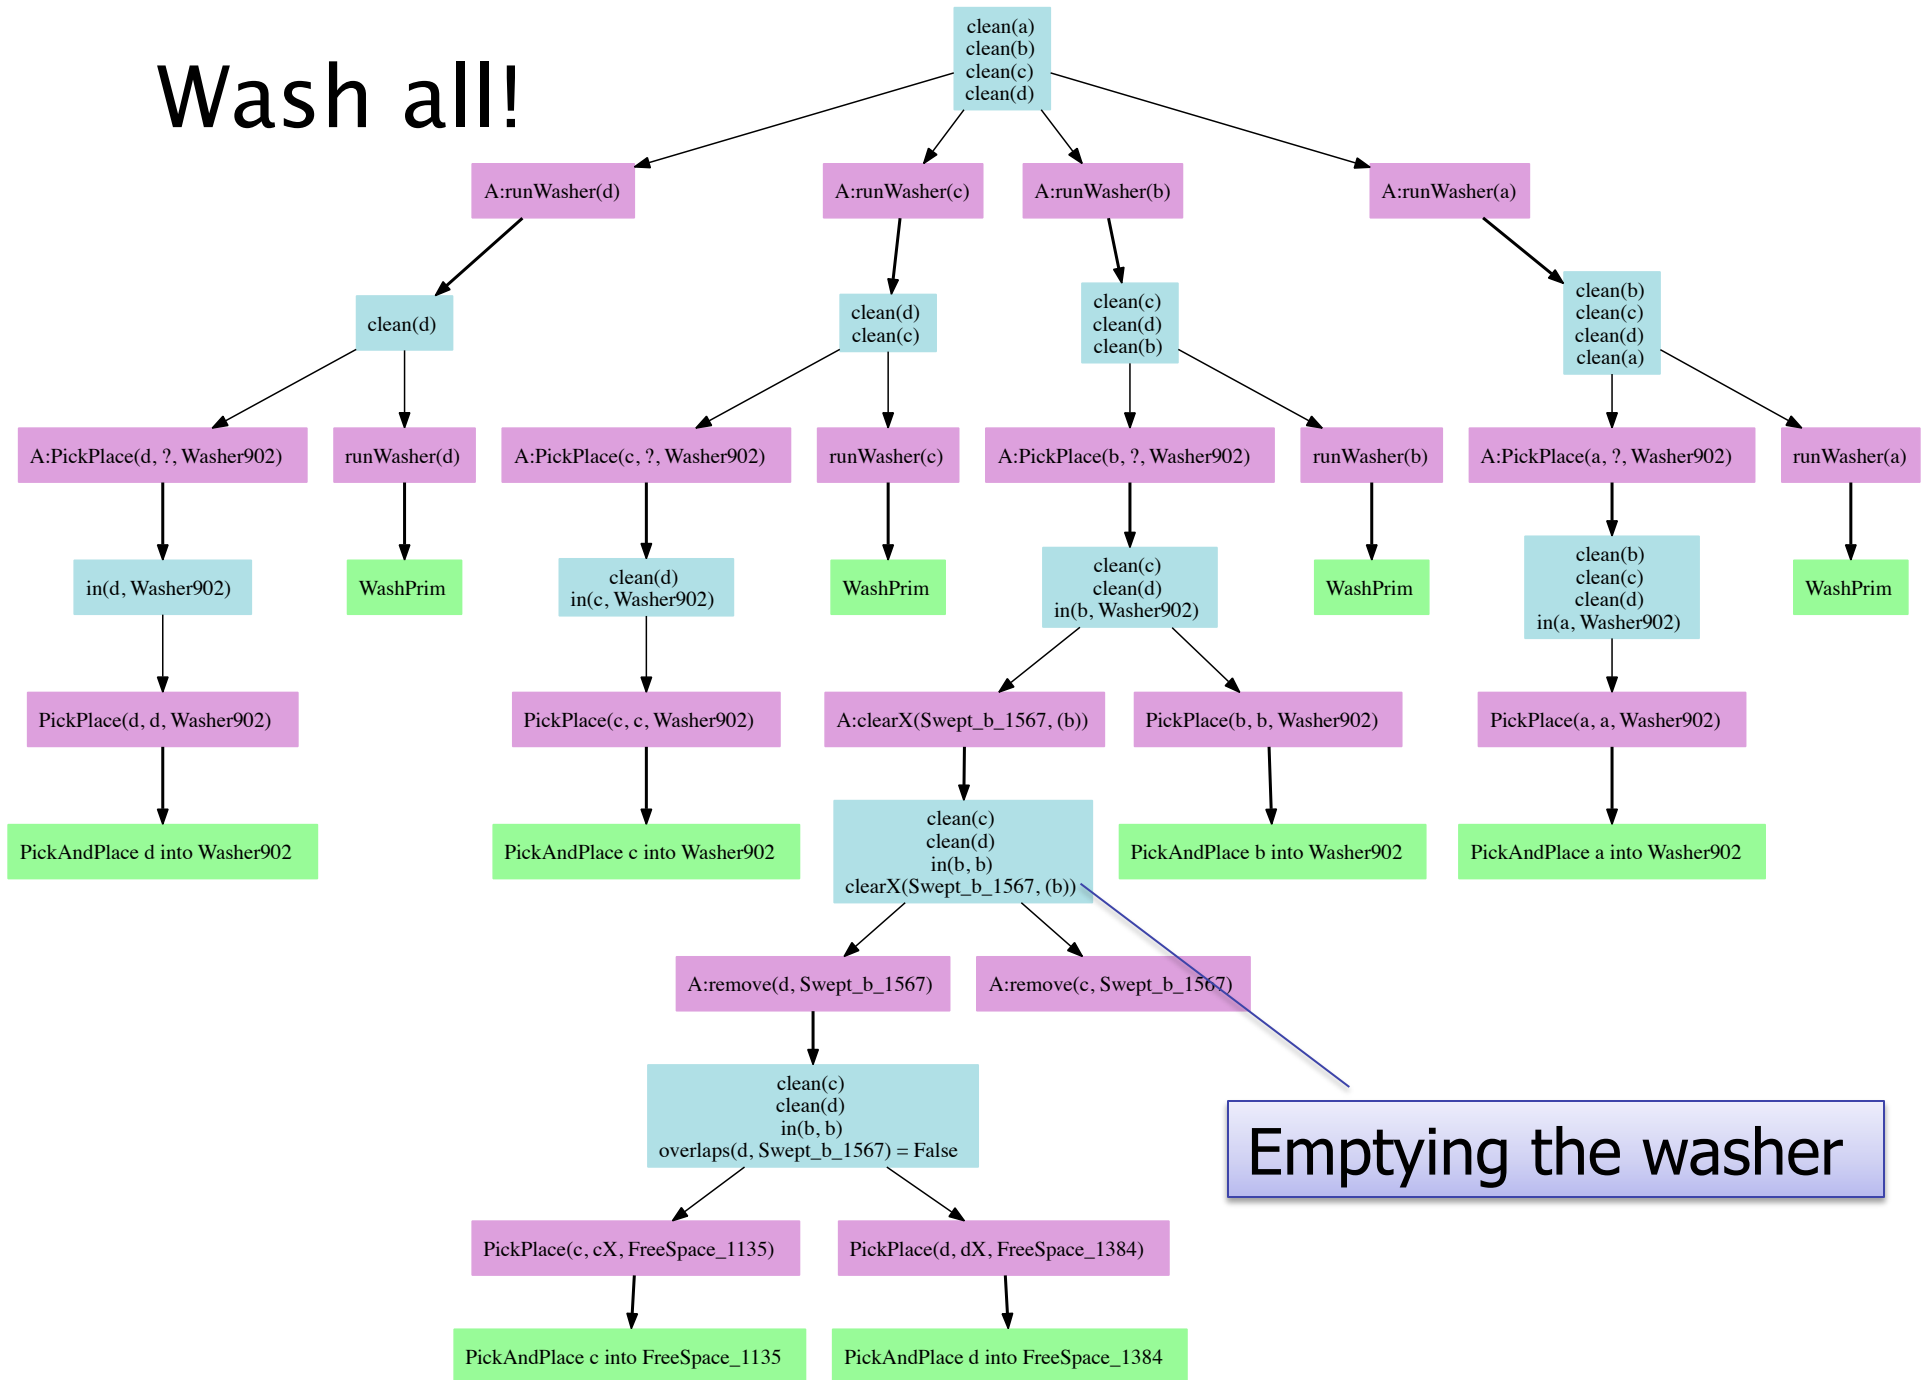 Wash all!
clean(a)
clean(b)
clean(c)
clean(d)
A:runWasher(d)
A:runWasher(c)
A:runWasher(b)
A:runWasher(a)
clean(d)
clean(d)
clean(c)
clean(c)
clean(d)
clean(b)
clean(b)
clean(c)
clean(d)
clean(a)
A:PickPlace(d, ?, Washer902)
runWasher(d)
A:PickPlace(c, ?, Washer902)
runWasher(c)
A:PickPlace(b, ?, Washer902)
runWasher(b)
A:PickPlace(a, ?, Washer902)
runWasher(a)
in(d, Washer902)
WashPrim
clean(d)
in(c, Washer902)
WashPrim
clean(c)
clean(d)
in(b, Washer902)
WashPrim
clean(b)
clean(c)
clean(d)
in(a, Washer902)
WashPrim
PickPlace(d, d, Washer902)
PickPlace(c, c, Washer902)
A:clearX(Swept_b_1567, (b))
PickPlace(b, b, Washer902)
PickPlace(a, a, Washer902)
PickAndPlace d into Washer902
PickAndPlace c into Washer902
clean(c)
clean(d)
in(b, b)
clearX(Swept_b_1567, (b))
PickAndPlace b into Washer902
PickAndPlace a into Washer902
A:remove(d, Swept_b_1567)
A:remove(c, Swept_b_1567)
clean(c)
clean(d)
in(b, b)
overlaps(d, Swept_b_1567) = False
Emptying the washer
PickPlace(c, cX, FreeSpace_1135)
PickPlace(d, dX, FreeSpace_1384)
PickAndPlace c into FreeSpace_1135
PickAndPlace d into FreeSpace_1384